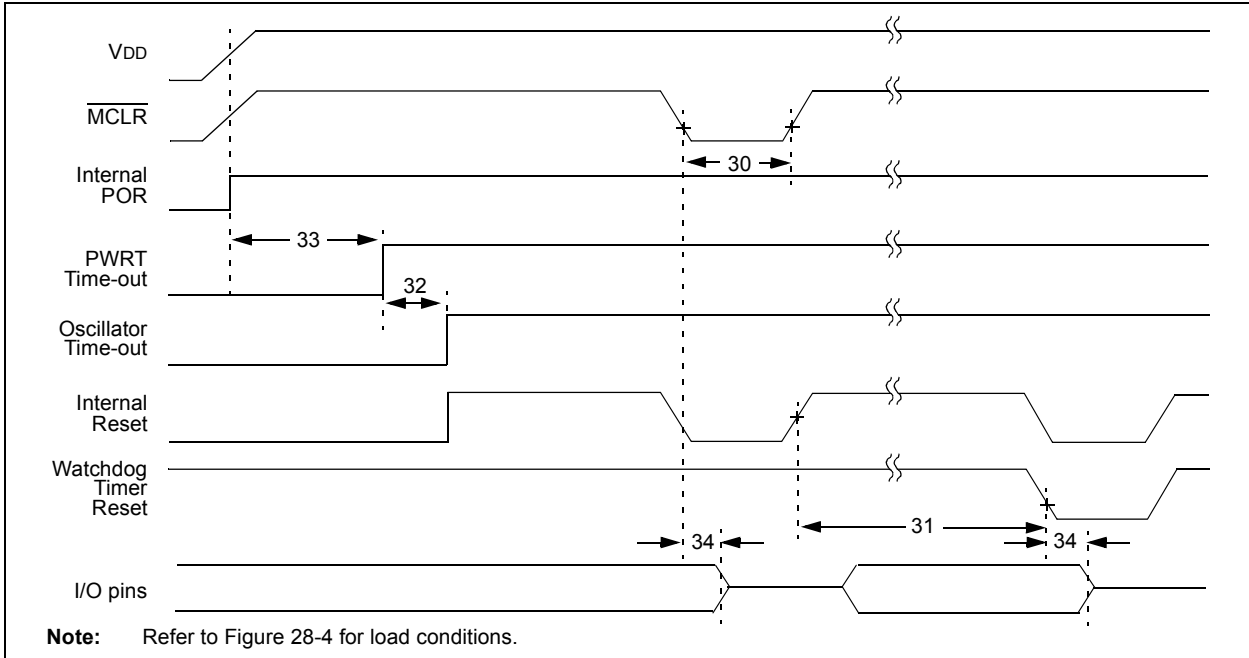 VDD
MCLR
30
Internal
POR
33
PWRT
Time-out
32
Oscillator
Time-out
Internal
Reset
Watchdog
Timer
Reset
31
34
34
I/O pins
Note: Refer to Figure 28-4 for load conditions.